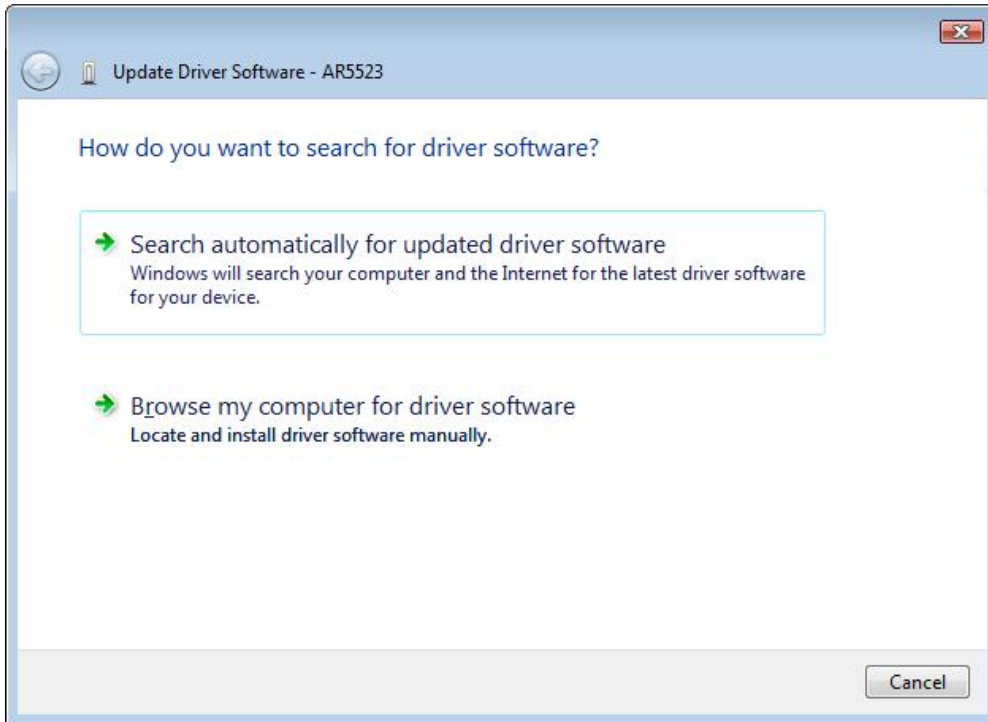 Update Driver Software - AR5523
How do you want to search for driver software?
Search automatically for updated driver software
Windows will search your computer and the Internet for the latest driver software
for your device.
Browse my computer for driver software
Locate and install driver software manually.
Cancel